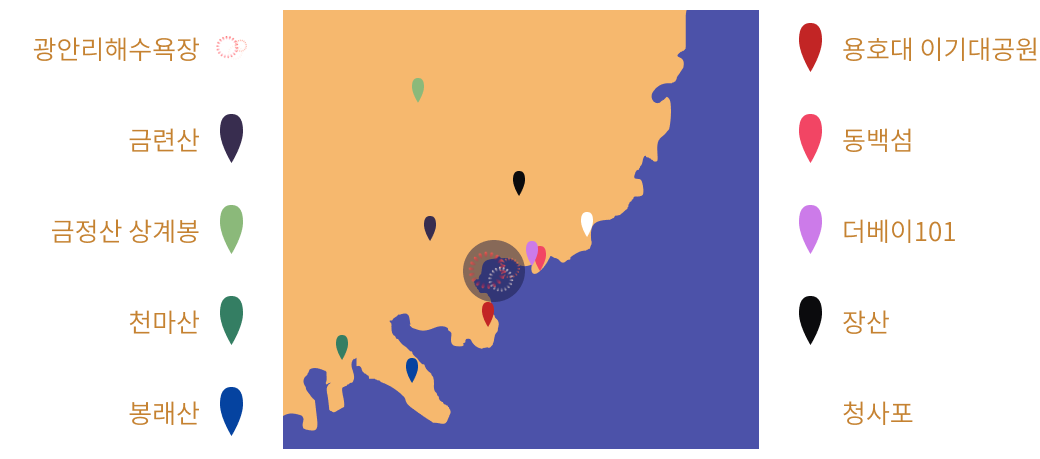 광안리해수욕장
금련산
금정산 상계봉
천마산
봉래산
용호대 이기대공원
동백섬
더베이101
장산
청사포